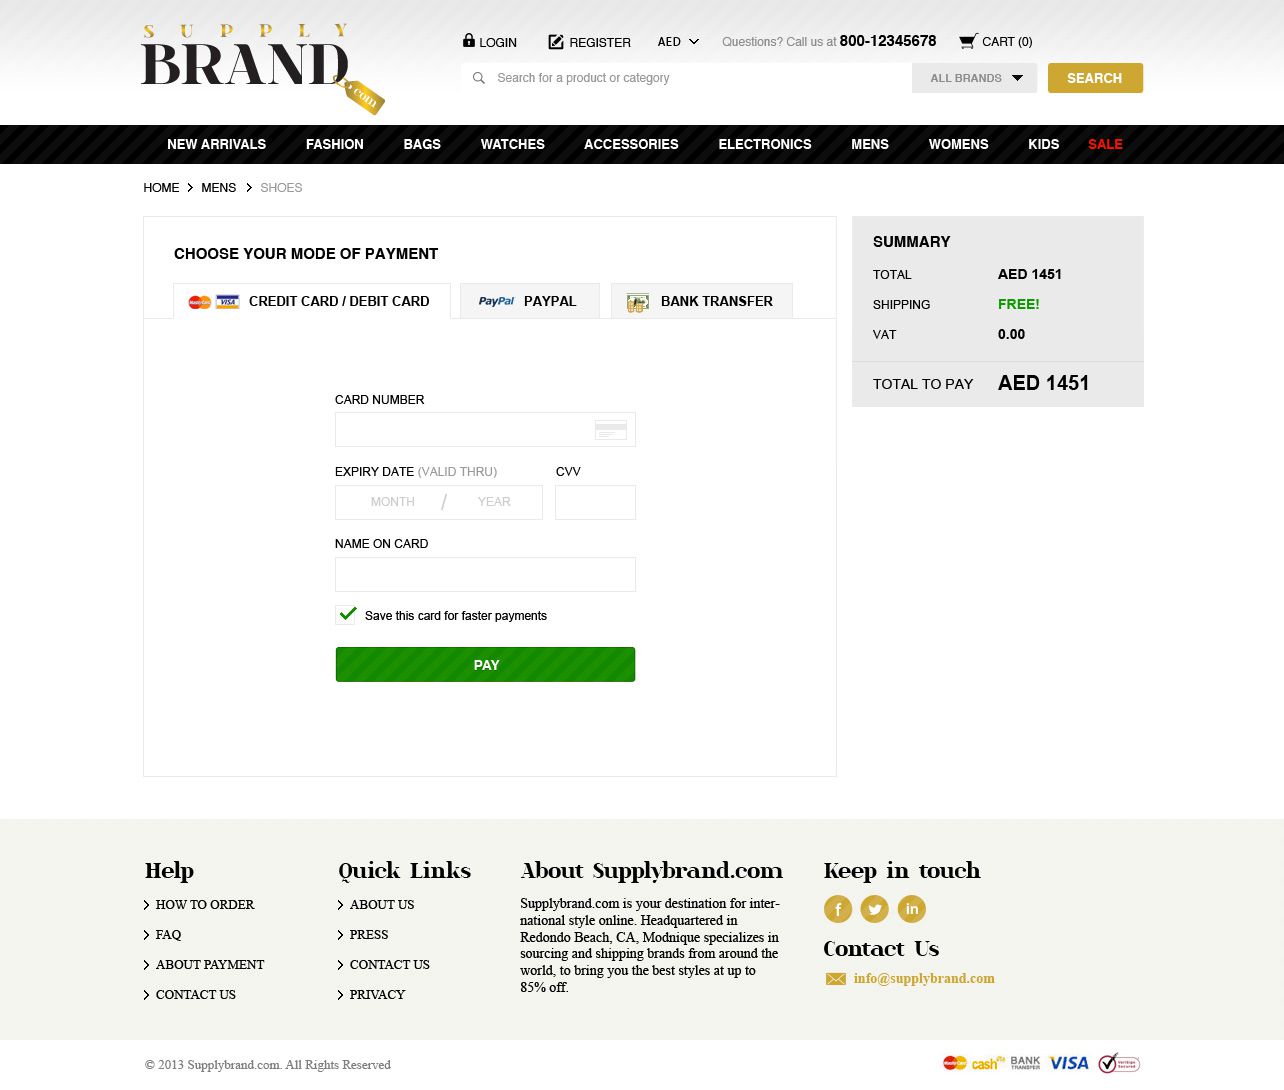 SUPPLY
BRAND
.com
LOGIN
REGISTER
AED
Questions? Call us at 800-12345678
CART (0)
Search for a product or category
ALL BRANDS
SEARCH
NEW ARRIVALS
FASHION
BAGS
WATCHES
ACCESSORIES
ELECTRONICS
MENS
WOMENS
KIDS
SALE
HOME > MENS > SHOES
CHOOSE YOUR MODE OF PAYMENT
MasterCard VISA CREDIT CARD / DEBIT CARD
PayPal PAYPAL
BANK TRANSFER
CARD NUMBER
EXPIRY DATE (VALID THRU)
CVV
MONTH / YEAR
NAME ON CARD
Save this card for faster payments
PAY
SUMMARY
TOTAL AED 1451
SHIPPING FREE!
VAT 0.00
TOTAL TO PAY AED 1451
Help
HOW TO ORDER
FAQ
ABOUT PAYMENT
CONTACT US
Quick Links
ABOUT US
PRESS
CONTACT US
PRIVACY
About Supplybrand.com
Supplybrand.com is your destination for inter-
national style online. Headquartered in
Redondo Beach, CA, Modnique specializes in
sourcing and shipping brands from around the
world, to bring you the best styles at up to
85% off.
Keep in touch
f
in
Contact Us
info@supplybrand.com
© 2013 Supplybrand.com. All Rights Reserved
MasterCard
cash
BANK
TRANSFER
VISA
VeriSign
Secured